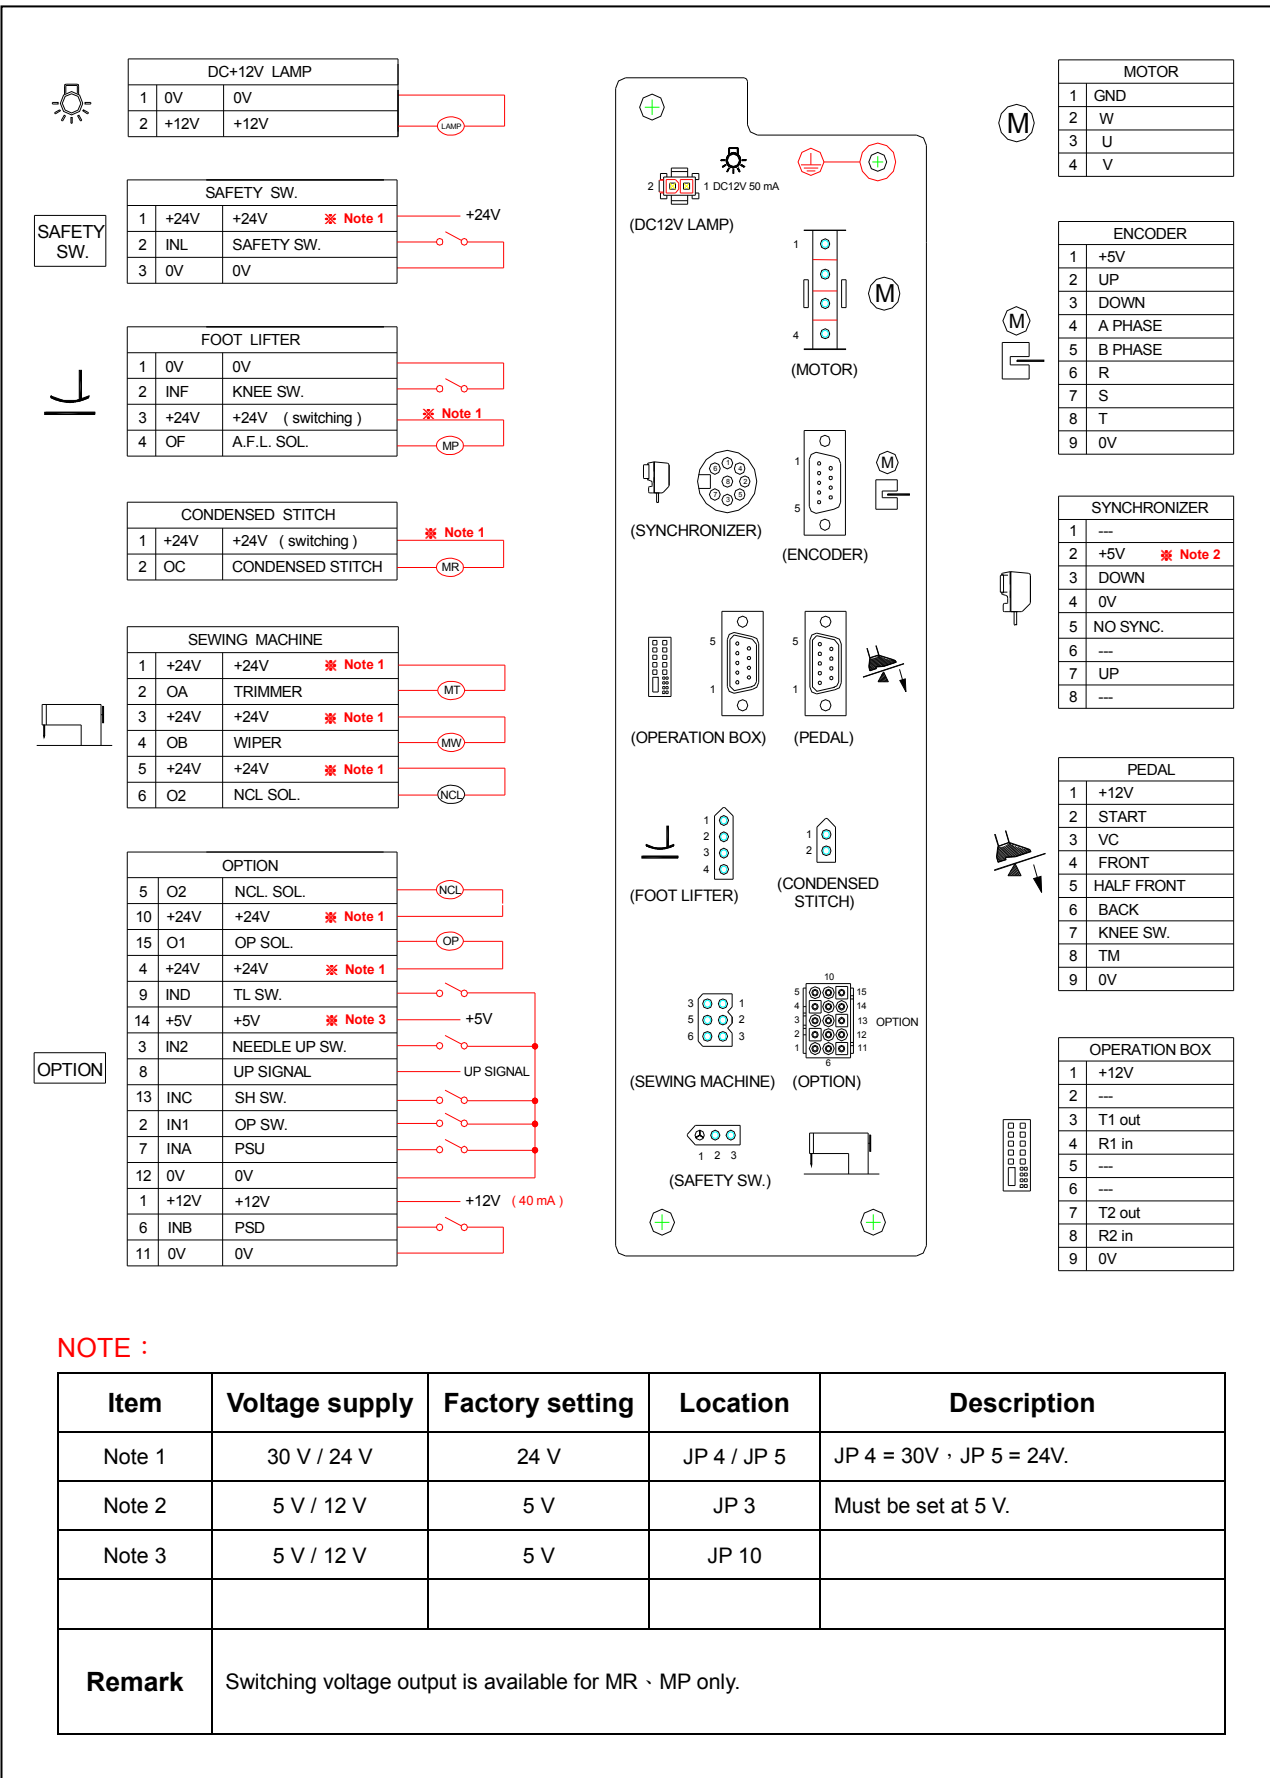 DC+12V LAMP
1 0V 0V
2 +12V +12V
LAMP
SAFETY SW.
SAFETY SW.
1 +24V +24V ※ Note 1
+24V
2 INL SAFETY SW.
3 0V 0V
FOOT LIFTER
1 0V 0V
2 INF KNEE SW.
3 +24V +24V ( switching )
※ Note 1
4 OF A.F.L. SOL.
MP
CONDENSED STITCH
1 +24V +24V ( switching )
※ Note 1
2 OC CONDENSED STITCH
MR
SEWING MACHINE
1 +24V +24V ※ Note 1
2 OA TRIMMER
MT
3 +24V +24V ※ Note 1
4 OB WIPER
MW
5 +24V +24V ※ Note 1
6 O2 NCL SOL.
NCL
OPTION
OPTION
5 O2 NCL. SOL.
NCL
10 +24V +24V ※ Note 1
15 O1 OP SOL.
OP
4 +24V +24V ※ Note 1
9 IND TL SW.
14 +5V +5V ※ Note 3
+5V
3 IN2 NEEDLE UP SW.
8 UP SIGNAL
UP SIGNAL
13 INC SH SW.
2 IN1 OP SW.
7 INA PSU
12 0V 0V
1 +12V +12V
+12V ( 40 mA )
6 INB PSD
11 0V 0V
2 1 DC12V 50 mA
(DC12V LAMP)
1
M
4
(MOTOR)
6 1 4
8 2
7 3 5
(SYNCHRONIZER)
1
5
M
(ENCODER)
5
1
(OPERATION BOX)
5
1
(PEDAL)
1
2
3
4
(FOOT LIFTER)
1
2
(CONDENSED
STITCH)
3 1
5 2
6 3
(SEWING MACHINE)
10
5 15
4 14
3 13 OPTION
2 12
1 11
6
(OPTION)
1 2 3
(SAFETY SW.)
M
MOTOR
1 GND
2 W
3 U
4 V
M
ENCODER
1 +5V
2 UP
3 DOWN
4 A PHASE
5 B PHASE
6 R
7 S
8 T
9 0V
SYNCHRONIZER
1 ---
2 +5V ※ Note 2
3 DOWN
4 0V
5 NO SYNC.
6 ---
7 UP
8 ---
PEDAL
1 +12V
2 START
3 VC
4 FRONT
5 HALF FRONT
6 BACK
7 KNEE SW.
8 TM
9 0V
OPERATION BOX
1 +12V
2 ---
3 T1 out
4 R1 in
5 ---
6 ---
7 T2 out
8 R2 in
9 0V
NOTE：
Item Voltage supply Factory setting Location Description
Note 1 30 V / 24 V 24 V JP 4 / JP 5 JP 4 = 30V，JP 5 = 24V.
Note 2 5 V / 12 V 5 V JP 3 Must be set at 5 V.
Note 3 5 V / 12 V 5 V JP 10
Remark Switching voltage output is available for MR、MP only.